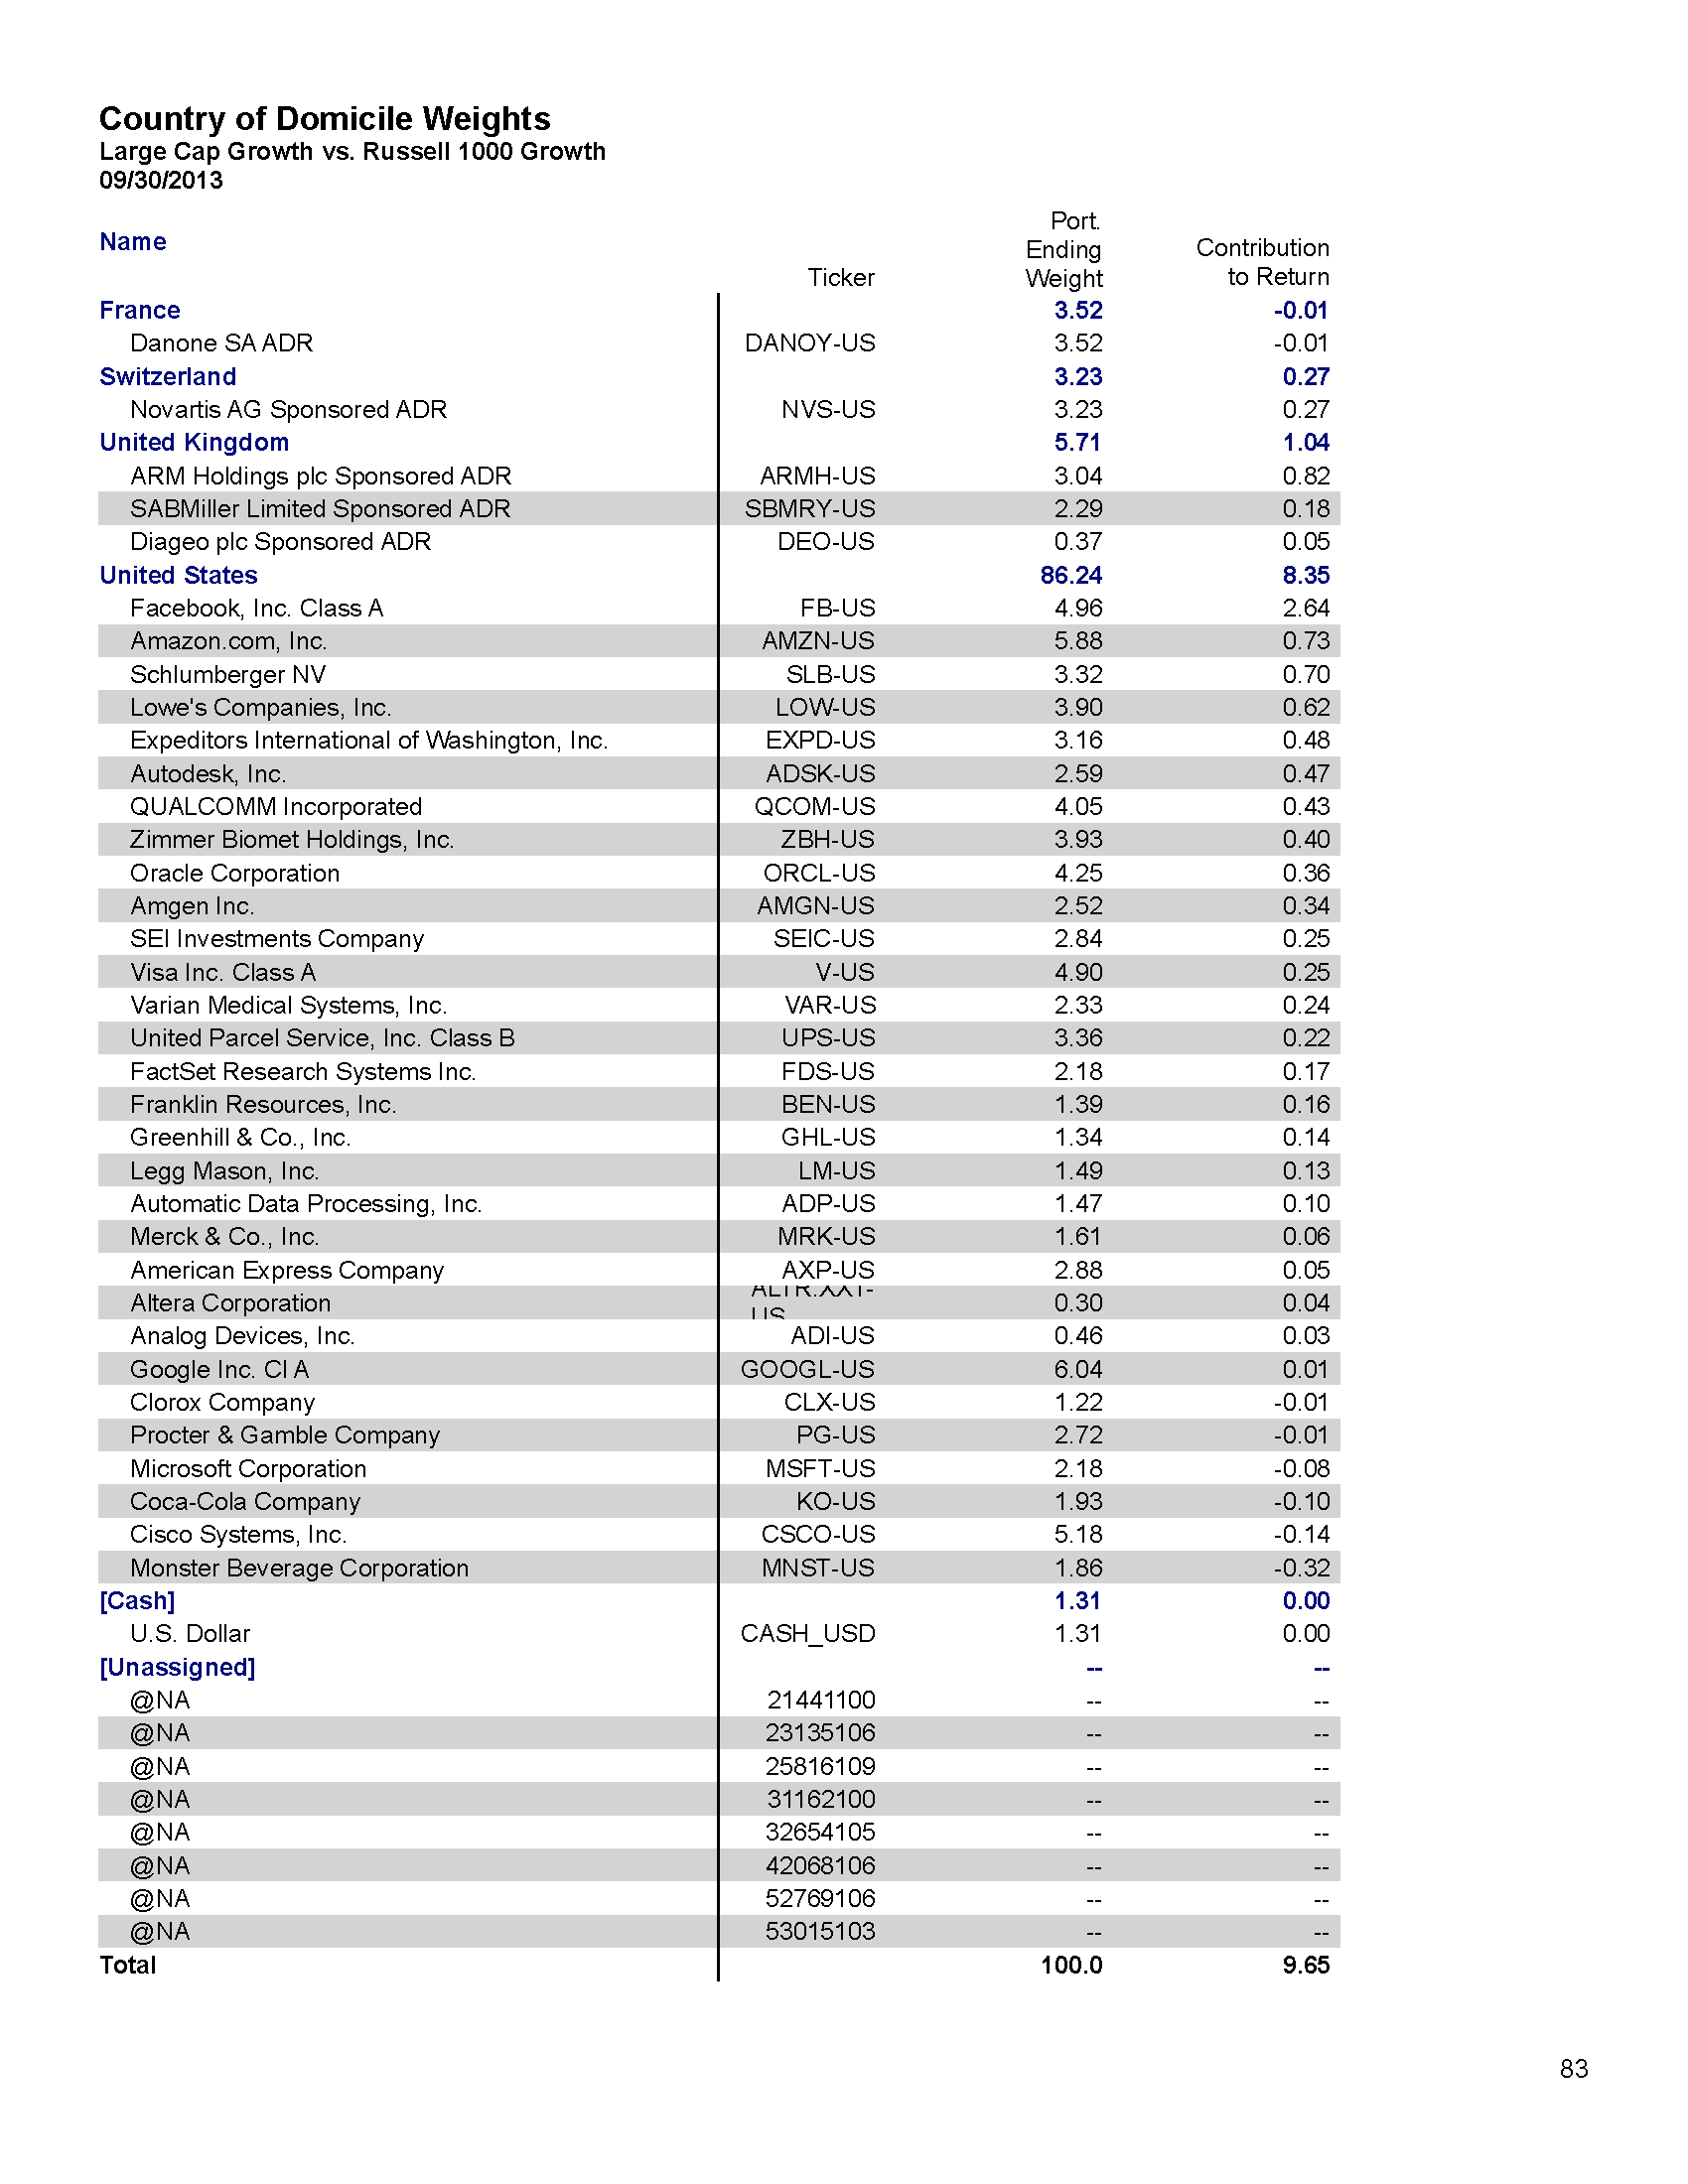 Country of Domicile Weights
Large Cap Growth vs. Russell 1000 Growth
09/30/2013
Name Ticker Port. Ending Weight Contribution to Return
France 3.52 -0.01
Danone SA ADR DANOY-US 3.52 -0.01
Switzerland 3.23 0.27
Novartis AG Sponsored ADR NVS-US 3.23 0.27
United Kingdom 5.71 1.04
ARM Holdings plc Sponsored ADR ARMH-US 3.04 0.82
SABMiller Limited Sponsored ADR SBMRY-US 2.29 0.18
Diageo plc Sponsored ADR DEO-US 0.37 0.05
United States 86.24 8.35
Facebook, Inc. Class A FB-US 4.96 2.64
Amazon.com, Inc. AMZN-US 5.88 0.73
Schlumberger NV SLB-US 3.32 0.70
Lowe's Companies, Inc. LOW-US 3.90 0.62
Expeditors International of Washington, Inc. EXPD-US 3.16 0.48
Autodesk, Inc. ADSK-US 2.59 0.47
QUALCOMM Incorporated QCOM-US 4.05 0.43
Zimmer Biomet Holdings, Inc. ZBH-US 3.93 0.40
Oracle Corporation ORCL-US 4.25 0.36
Amgen Inc. AMGN-US 2.52 0.34
SEI Investments Company SEIC-US 2.84 0.25
Visa Inc. Class A V-US 4.90 0.25
Varian Medical Systems, Inc. VAR-US 2.33 0.24
United Parcel Service, Inc. Class B UPS-US 3.36 0.22
FactSet Research Systems Inc. FDS-US 2.18 0.17
Franklin Resources, Inc. BEN-US 1.39 0.16
Greenhill & Co., Inc. GHL-US 1.34 0.14
Legg Mason, Inc. LM-US 1.49 0.13
Automatic Data Processing, Inc. ADP-US 1.47 0.10
Merck & Co., Inc. MRK-US 1.61 0.06
American Express Company AXP-US 2.88 0.05
Altera Corporation 0.30 0.04
Analog Devices, Inc. ADI-US 0.46 0.03
Google Inc. Cl A GOOGL-US 6.04 0.01
Clorox Company CLX-US 1.22 -0.01
Procter & Gamble Company PG-US 2.72 -0.01
Microsoft Corporation MSFT-US 2.18 -0.08
Coca-Cola Company KO-US 1.93 -0.10
Cisco Systems, Inc. CSCO-US 5.18 -0.14
Monster Beverage Corporation MNST-US 1.86 -0.32
[Cash] 1.31 0.00
U.S. Dollar CASH_USD 1.31 0.00
[Unassigned] -- --
@NA 21441100 -- --
@NA 23135106 -- --
@NA 25816109 -- --
@NA 31162100 -- --
@NA 32654105 -- --
@NA 42068106 -- --
@NA 52769106 -- --
@NA 53015103 -- --
Total 100.0 9.65
83